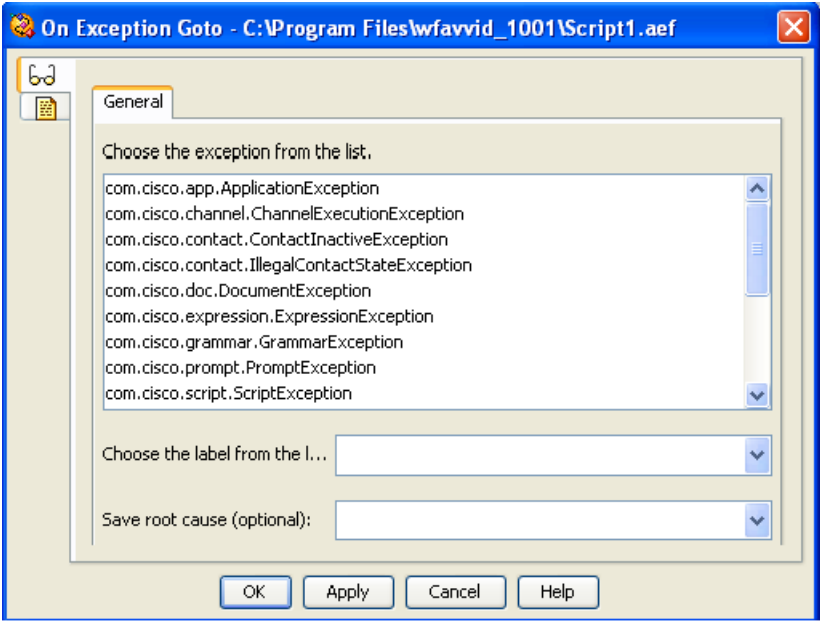 On Exception Goto - C:\Program Files\wfavvid_1001\Script1.aef
General
Choose the exception from the list.
com.cisco.app.ApplicationException
com.cisco.channel.ChannelExecutionException
com.cisco.contact.ContactInactiveException
com.cisco.contact.IllegalContactStateException
com.cisco.doc.DocumentException
com.cisco.expression.ExpressionException
com.cisco.grammar.GrammarException
com.cisco.prompt.PromptException
com.cisco.script.ScriptException
Choose the label from the l...
Save root cause (optional):
OK Apply Cancel Help